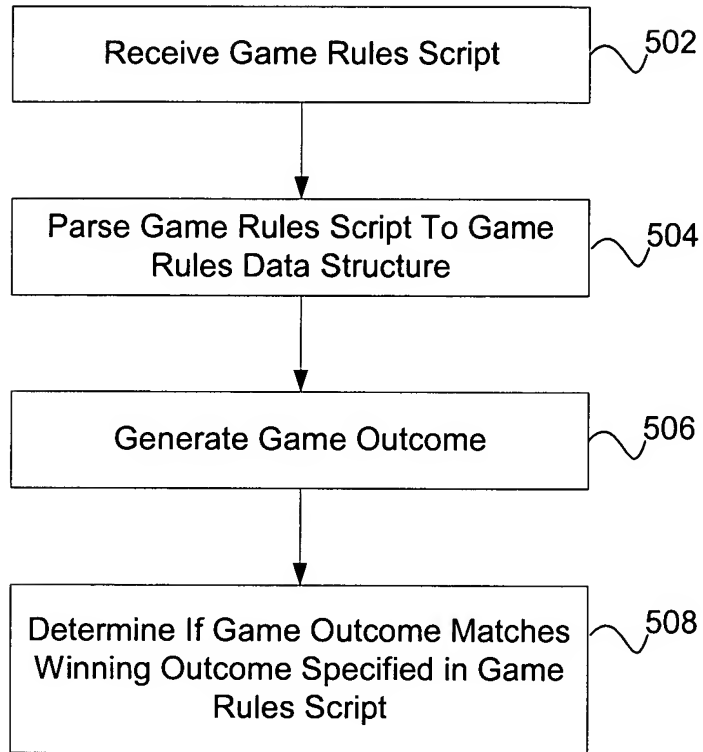 Receive Game Rules Script
502
Parse Game Rules Script To Game
Rules Data Structure
504
Generate Game Outcome
506
Determine If Game Outcome Matches
Winning Outcome Specified in Game
Rules Script
508